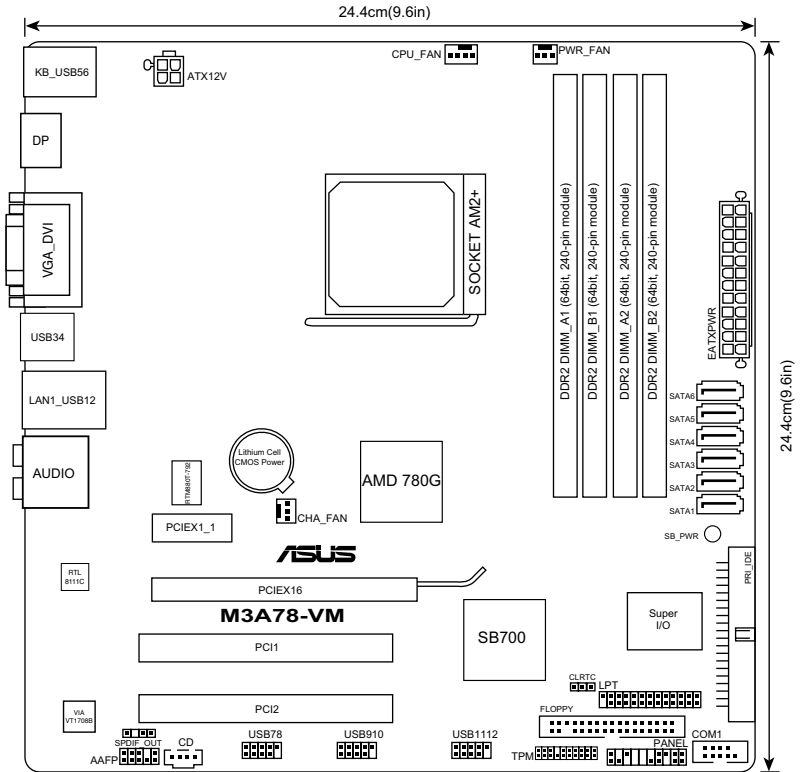 24.4cm(9.6in)
KB_USB56
ATX12V
CPU_FAN
PWR_FAN
DP
VGA_DVI
SOCKET AM2+
DDR2 DIMM_A1 (64bit, 240-pin module)
DDR2 DIMM_B1 (64bit, 240-pin module)
DDR2 DIMM_A2 (64bit, 240-pin module)
DDR2 DIMM_B2 (64bit, 240-pin module)
EATXPWR
24.4cm(9.6in)
USB34
LAN1_USB12
SATA6
SATA5
SATA4
SATA3
SATA2
SATA1
AUDIO
RTM880T-792
Lithium Cell
CMOS Power
AMD 780G
CHA_FAN
PCIEX1_1
SB_PWR
ASUS
PRI_IDE
RTL
8111C
PCIEX16
M3A78-VM
Super
I/O
SB700
PCI1
CLRTC
LPT
PCI2
FLOPPY
VIA
VT1708B
SPDIF_OUT
AAFP
CD
USB78
USB910
USB1112
TPM
PANEL
COM1